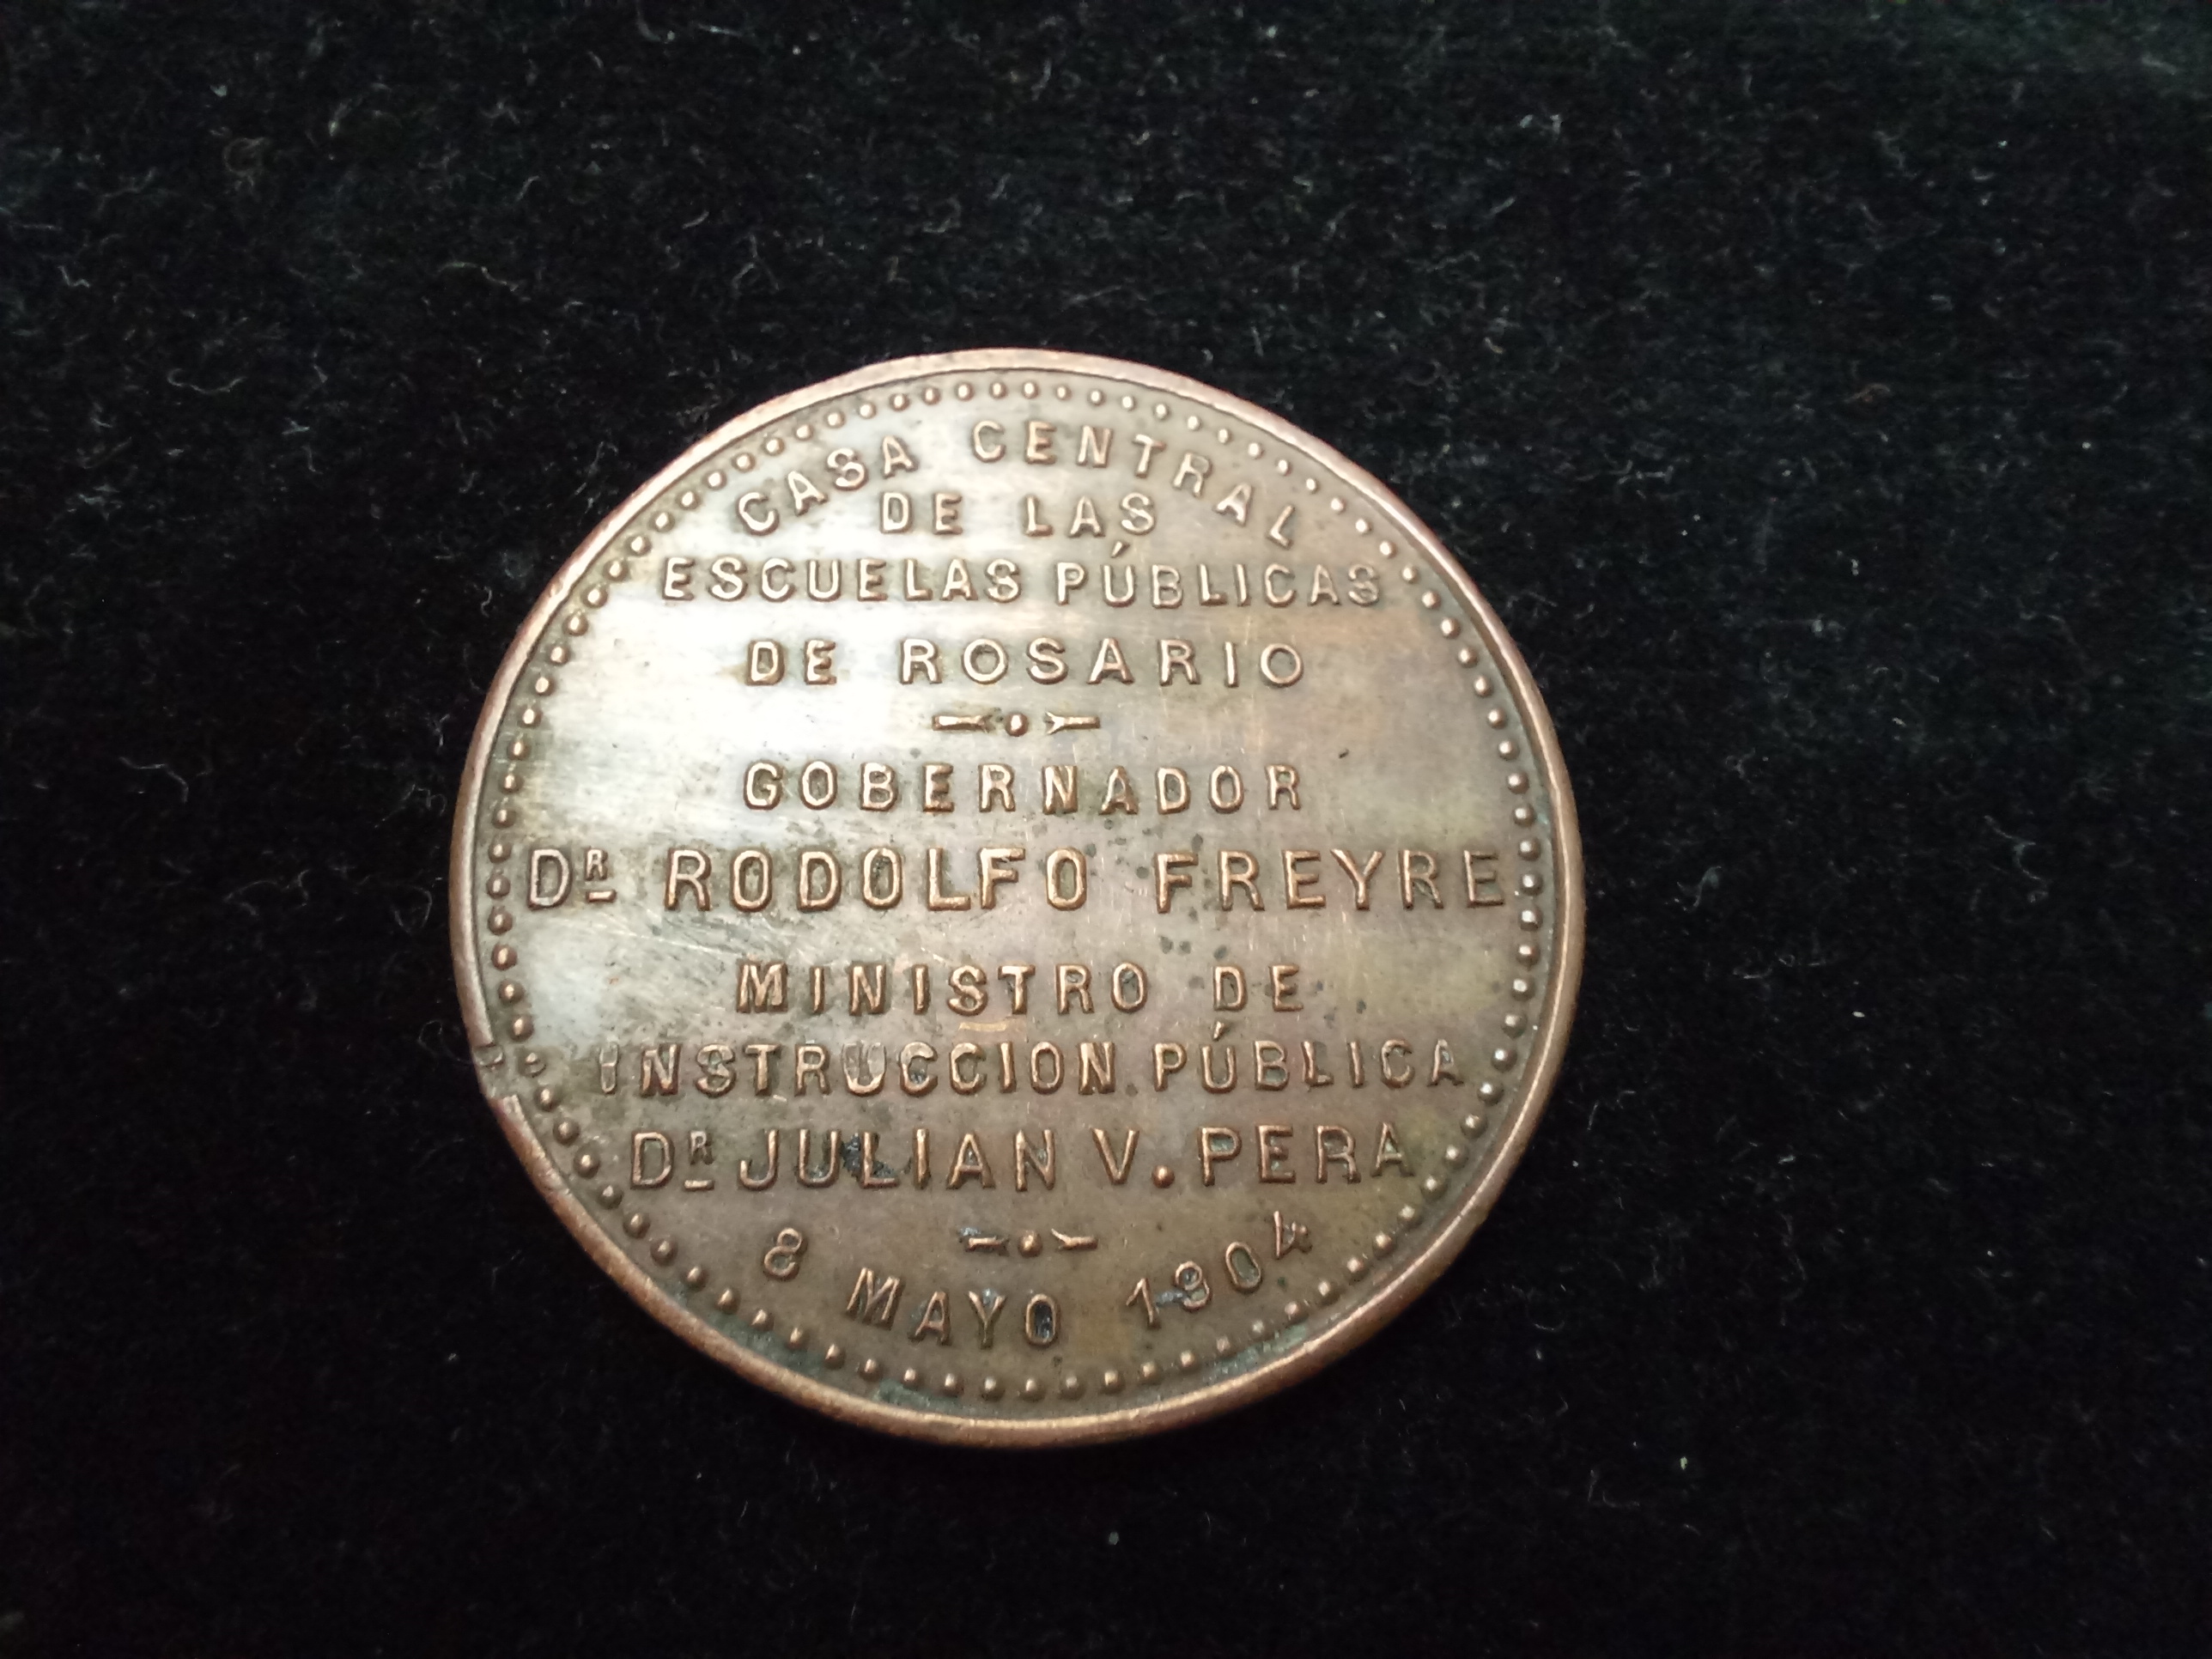 CASA CENTRAL
DE LAS
ESCUELAS PÚBLICAS
DE ROSARIO
GOBERNADOR
DR RODOLFO FREYRE
MINISTRO DE
INSTRUCCION PÚBLICA
DR JULIAN V. PERA
8 MAYO 1904